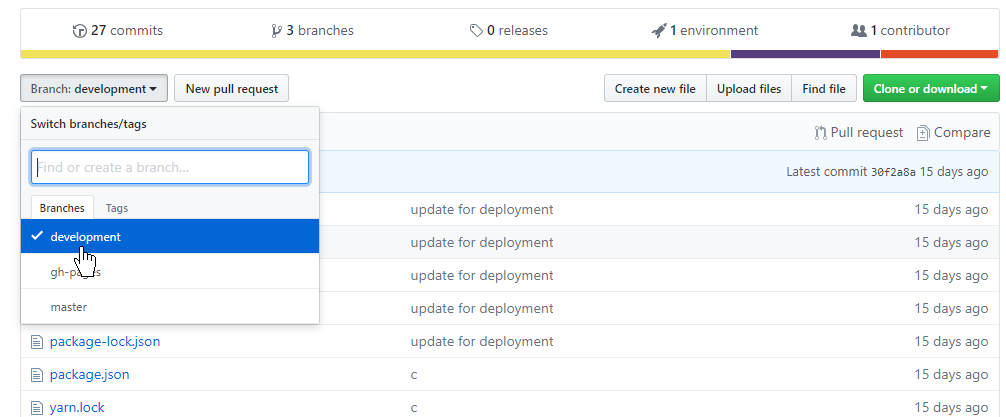 27 commits 3 branches 0 releases 1 environment 1 contributor
Branch: development New pull request Create new file Upload files Find file Clone or download
Switch branches/tags
Pull request Compare
Find or create a branch...
Latest commit 30f2a8a 15 days ago
Branches Tags
update for deployment 15 days ago
development
update for deployment 15 days ago
gh-pages
update for deployment 15 days ago
master
update for deployment 15 days ago
package-lock.json update for deployment 15 days ago
package.json c 15 days ago
yarn.lock c 15 days ago